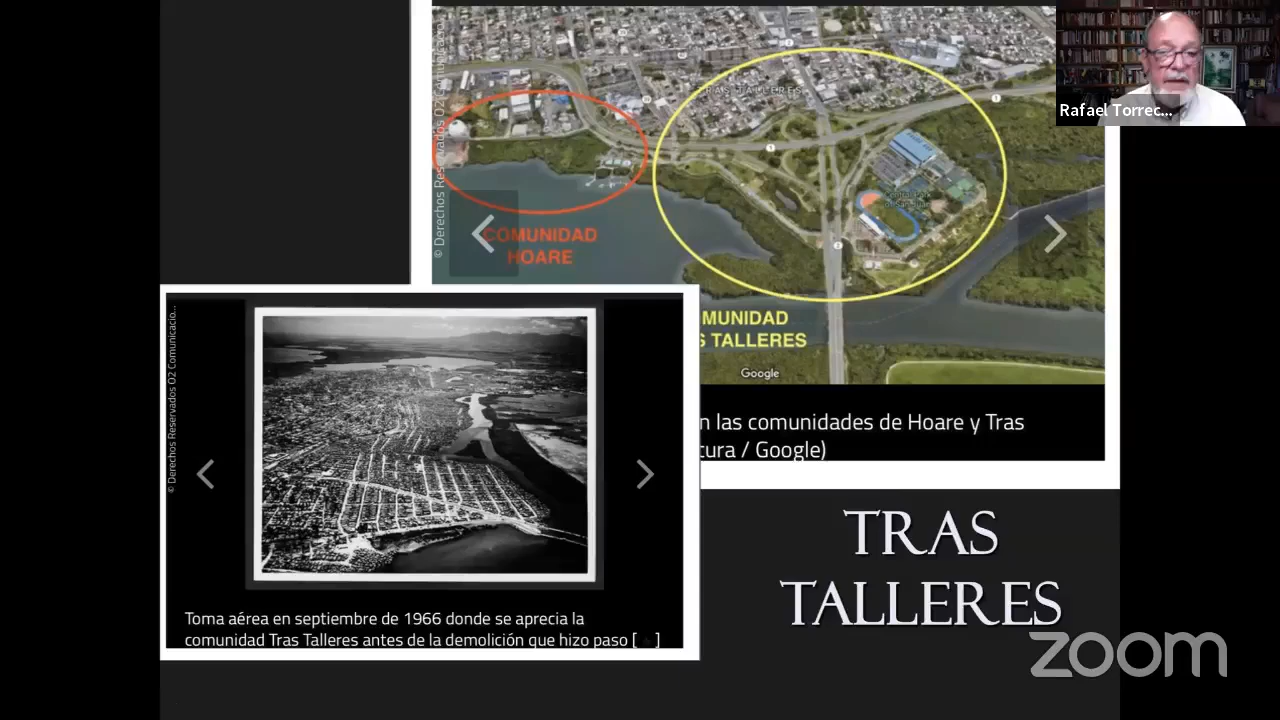 Rafael Torrec...
© Derechos Reservados O2 Comunicacio...
TRAS TALLERES
COMUNIDAD
HOARE
MUNIDAD
S TALLERES
Google
n las comunidades de Hoare y Tras
tura / Google)
© Derechos Reservados O2 Comunicacio...
Toma aérea en septiembre de 1966 donde se aprecia la
comunidad Tras Talleres antes de la demolición que hizo paso [ ]
TRAS
TALLERES
zoom